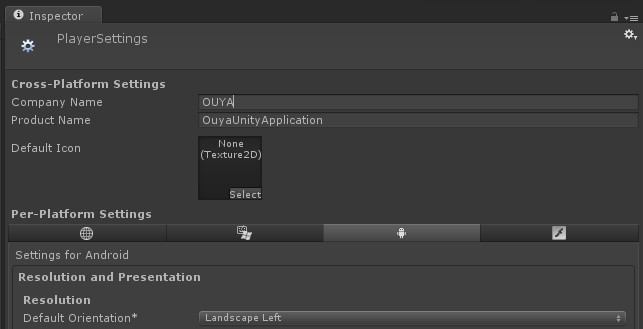 Inspector
PlayerSettings
Cross-Platform Settings
Company Name OUYA
Product Name OuyaUnityApplication
Default Icon
None
(Texture2D)
Select
Per-Platform Settings
Settings for Android
Resolution and Presentation
Resolution
Default Orientation* Landscape Left